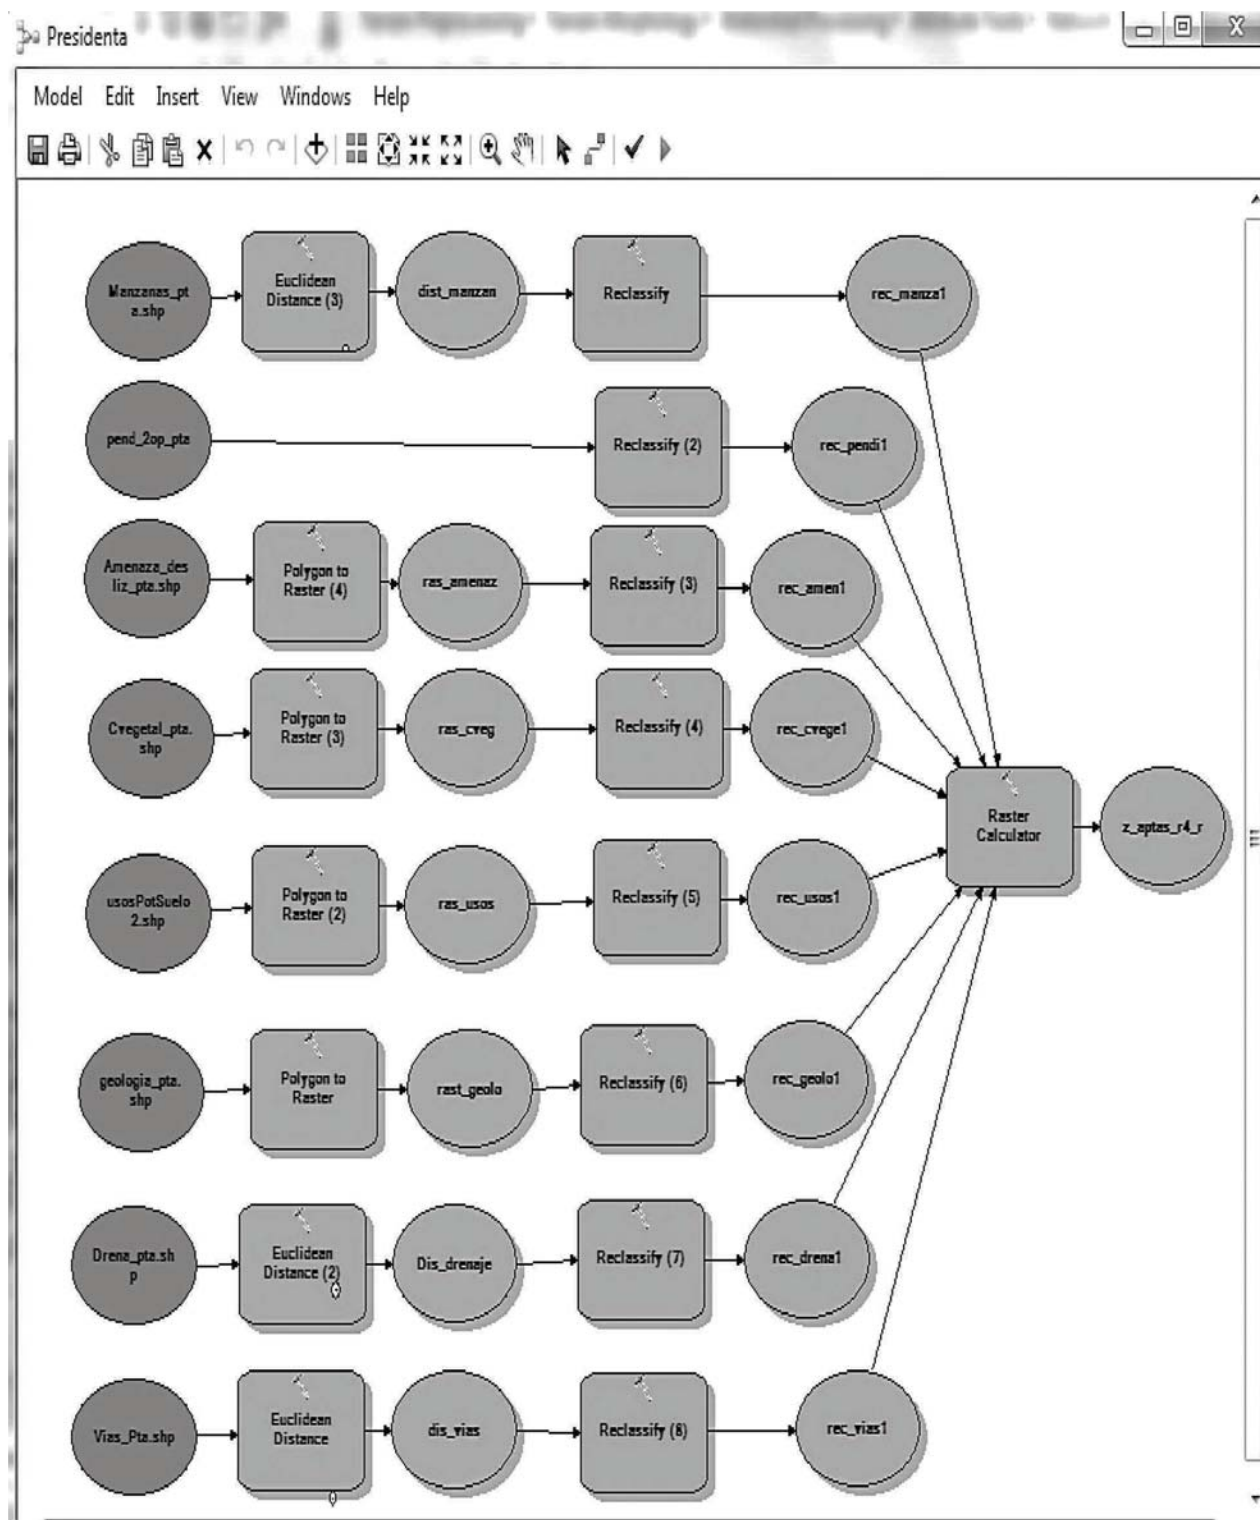 Presidenta
Model Edit Insert View Windows Help
Manzanas_pt
a.shp
Euclidean
Distance (3)
dist_manzan
Reclassify
rec_manza1
pend_2op_pta
Reclassify (2)
rec_pendi1
Amenaza_des
liz_pta.shp
Polygon to
Raster (4)
ras_amenaz
Reclassify (3)
rec_amen1
Cvegetal_pta.
shp
Polygon to
Raster (3)
ras_cveg
Reclassify (4)
rec_cvege1
Raster
Calculator
z_aptas_r4_r
usosPotSuelo
2.shp
Polygon to
Raster (2)
ras_usos
Reclassify (5)
rec_usos1
geologia_pta.
shp
Polygon to
Raster
rast_geolo
Reclassify (6)
rec_geolo1
Drena_pta.sh
p
Euclidean
Distance (2)
Dis_drenaje
Reclassify (7)
rec_drena1
Vias_Pta.shp
Euclidean
Distance
dis_vias
Reclassify (8)
rec_vias1